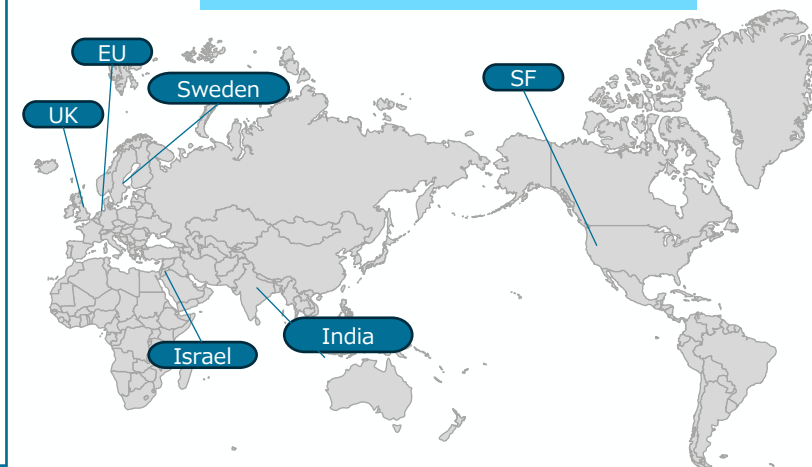 EU
Sweden
SF
UK
India
Israel